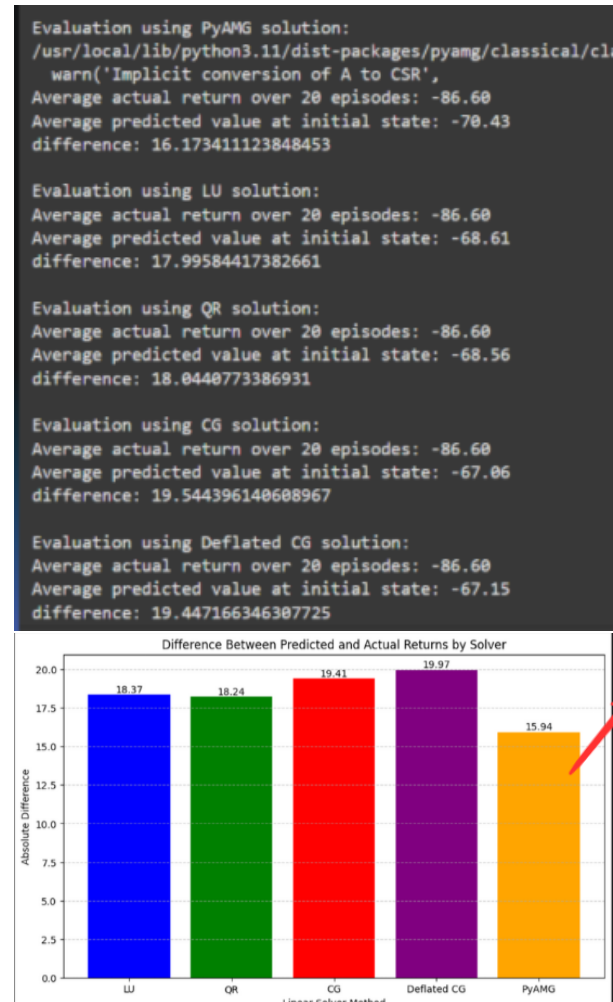 Evaluation using PyAMG solution:
/usr/local/lib/python3.11/dist-packages/pyamg/classical/cla
warn('Implicit conversion of A to CSR',
Average actual return over 20 episodes: -86.60
Average predicted value at initial state: -70.43
difference: 16.173411123848453
Evaluation using LU solution:
Average actual return over 20 episodes: -86.60
Average predicted value at initial state: -68.61
difference: 17.99584417382661
Evaluation using QR solution:
Average actual return over 20 episodes: -86.60
Average predicted value at initial state: -68.56
difference: 18.0440773386931
Evaluation using CG solution:
Average actual return over 20 episodes: -86.60
Average predicted value at initial state: -67.06
difference: 19.544396140608967
Evaluation using Deflated CG solution:
Average actual return over 20 episodes: -86.60
Average predicted value at initial state: -67.15
difference: 19.447166346307725
Difference Between Predicted and Actual Returns by Solver
20.0
17.5
15.0
12.5
10.0
7.5
5.0
2.5
0.0
Absolute Difference
18.37
18.24
19.41
19.97
15.94
LU
QR
CG
Deflated CG
PyAMG
Linear Solver Method